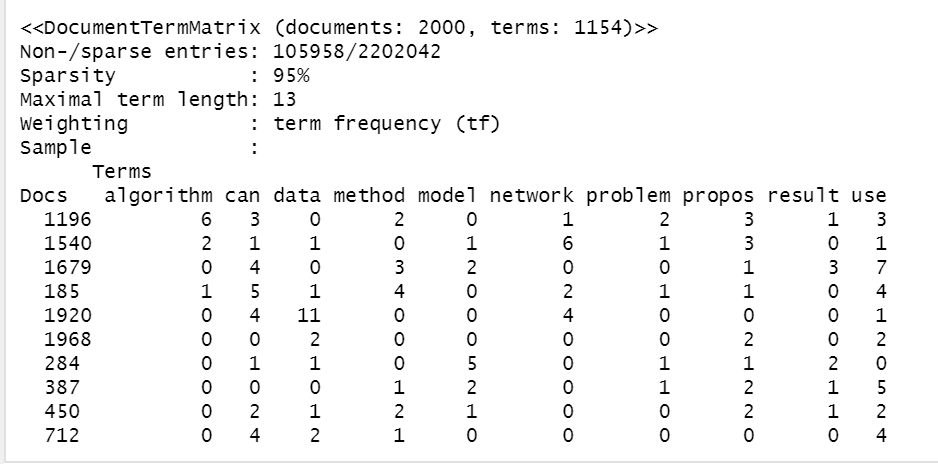 <<DocumentTermMatrix (documents: 2000, terms: 1154)>>
Non-/sparse entries: 105958/2202042
Sparsity           : 95%
Maximal term length: 13
Weighting          : term frequency (tf)
Sample             :
      Terms
Docs   algorithm can data method model network problem propos result use
  1196         6   3    0      2     0       1       2      3      1   3
  1540         2   1    1      0     1       6       1      3      0   1
  1679         0   4    0      3     2       0       0      1      3   7
  185          1   5    1      4     0       2       1      1      0   4
  1920         0   4   11      0     0       4       0      0      0   1
  1968         0   0    2      0     0       0       0      2      0   2
  284          0   1    1      0     5       0       1      1      2   0
  387          0   0    0      1     2       0       1      2      1   5
  450          0   2    1      2     1       0       0      2      1   2
  712          0   4    2      1     0       0       0      0      0   4